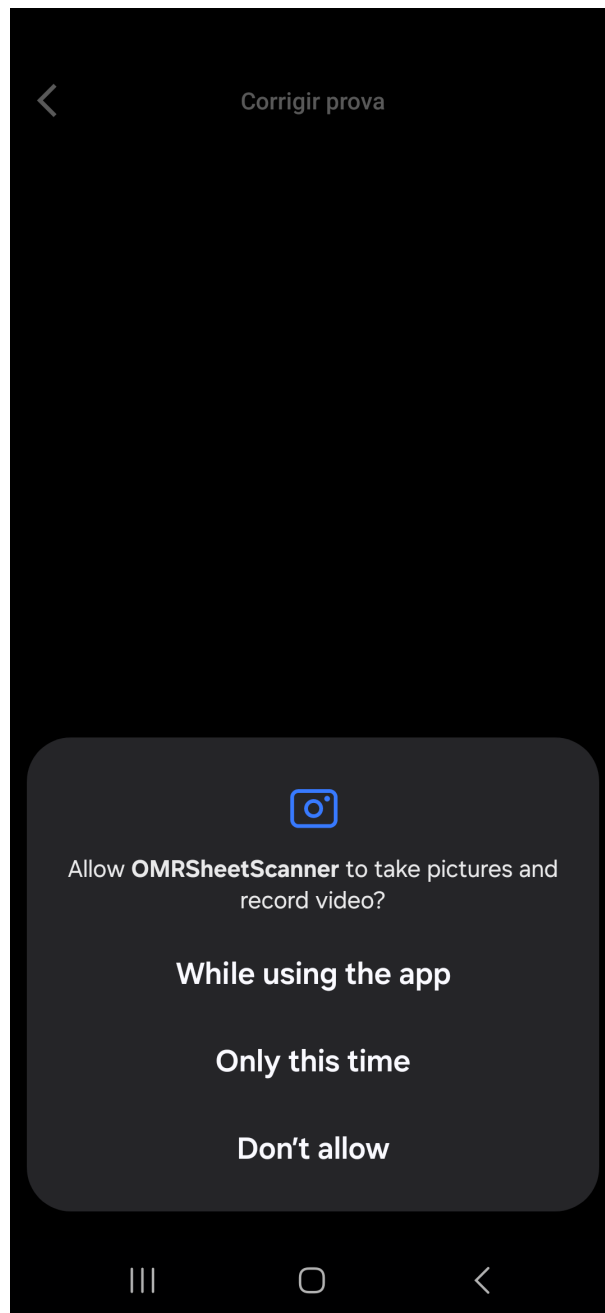 Corrigir prova
Allow OMRSheetScanner to take pictures and
record video?
While using the app
Only this time
Don’t allow